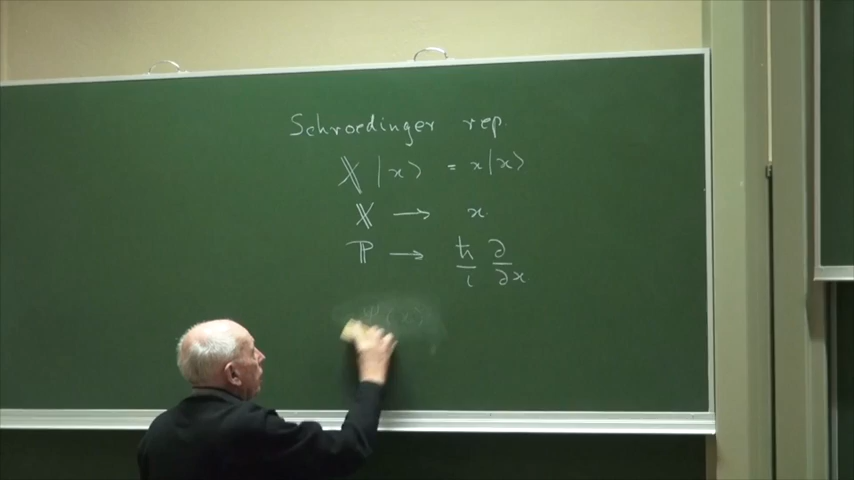 Schroedinger rep.
𝕏 |x⟩ = x|x⟩
𝕏 → x.
ℙ → ħ/i ∂/∂x.